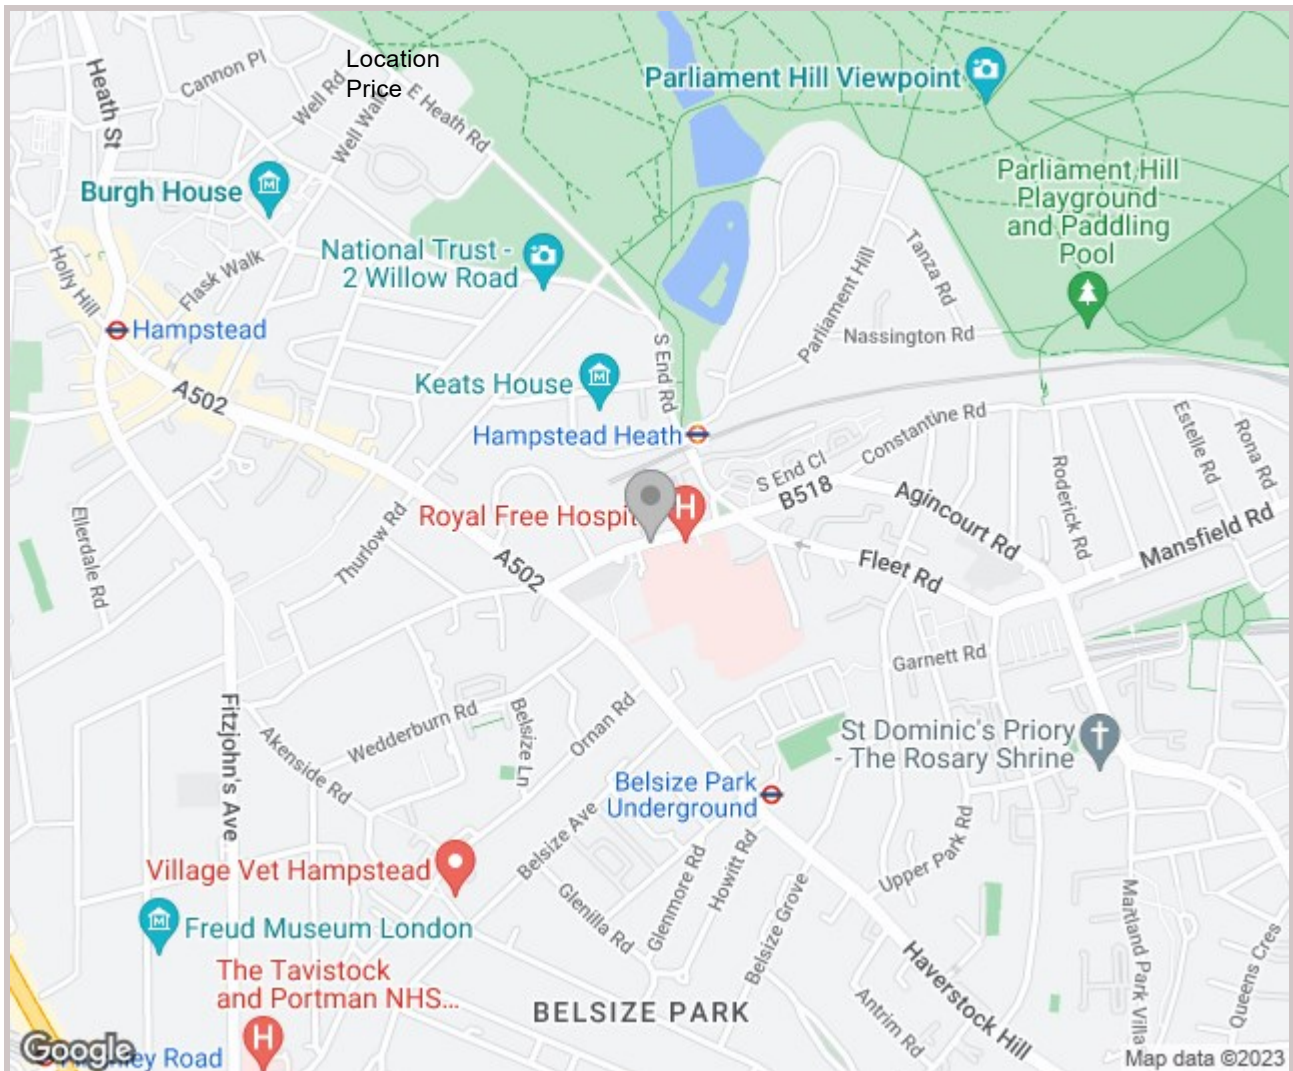 Location
Price
Heath St
Cannon Pl
Well Rd
Well Walk
E Heath Rd
Parliament Hill Viewpoint
Burgh House
Parliament Hill
Playground
and Paddling
Pool
National Trust -
2 Willow Road
Holly Hill
Flask Walk
Tanza Rd
Parliament Hill
Nassington Rd
Hampstead
S End Rd
Keats House
A502
Hampstead Heath
Constantine Rd
Estelle Rd
Rona Rd
S End Cl
B518
Roderick Rd
Agincourt Rd
Mansfield Rd
Royal Free Hospit
H
Ellerdale Rd
Thurlow Rd
A502
Fleet Rd
Garnett Rd
Fitzjohn's Ave
Akenside Rd
Wedderburn Rd
Belsize Ln
Ornan Rd
St Dominic's Priory
- The Rosary Shrine
Belsize Park
Underground
Belsize Ave
Village Vet Hampstead
Glenilla Rd
Glenmore Rd
Howitt Rd
Belsize Grove
Upper Park Rd
Freud Museum London
Haverstock Hill
Antrim Rd
Queens Cres
The Tavistock
and Portman NHS...
H
BELSIZE PARK
Google
Road
Map data ©2023